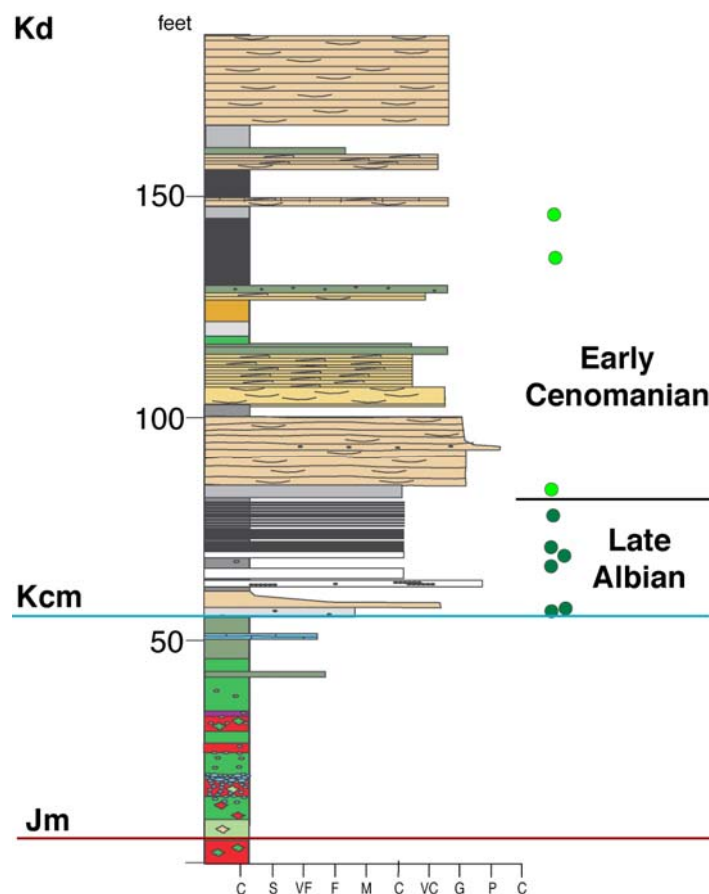 Kd
feet
150
Early
Cenomanian
100
Late
Albian
Kcm
50
Jm
C S VF F M C VC G P C